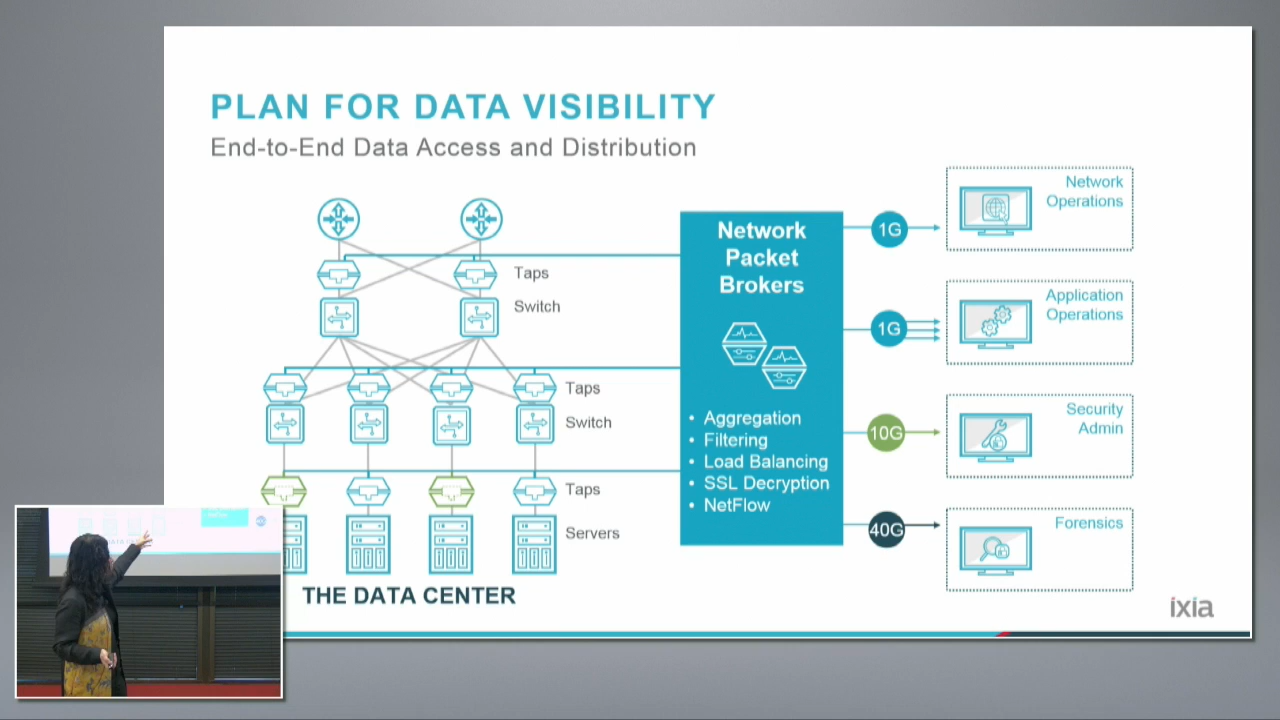 PLAN FOR DATA VISIBILITY
End-to-End Data Access and Distribution
Taps
Switch
Taps
Switch
Taps
Servers
THE DATA CENTER
Network
Packet
Brokers
• Aggregation
• Filtering
• Load Balancing
• SSL Decryption
• NetFlow
1G
Network
Operations
1G
Application
Operations
10G
Security
Admin
40G
Forensics
ixia